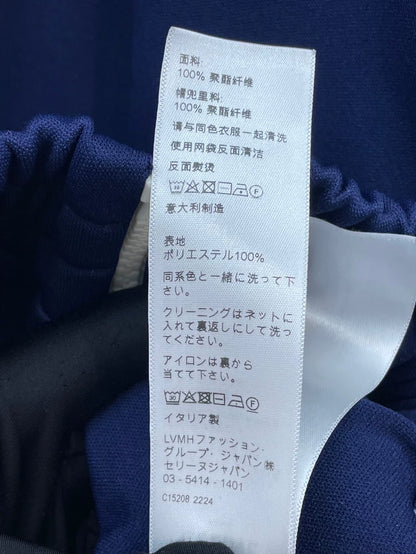 面料:
100% 聚酯纤维
帽兜里料:
100% 聚酯纤维
请与同色衣服一起清洗
使用网袋反面清洁
反面熨烫
30 F
意大利制造
表地
ポリエステル100%
同系色と一緒に洗って下
さい。
クリーニングはネットに
入れて裏返しにして洗っ
てください。
アイロンは裏から
当てて下さい。
30 F
イタリア製
LVMHファッション・
グループ・ジャパン㈱
セリーヌジャパン
03 - 5414 - 1401
C15208 2224